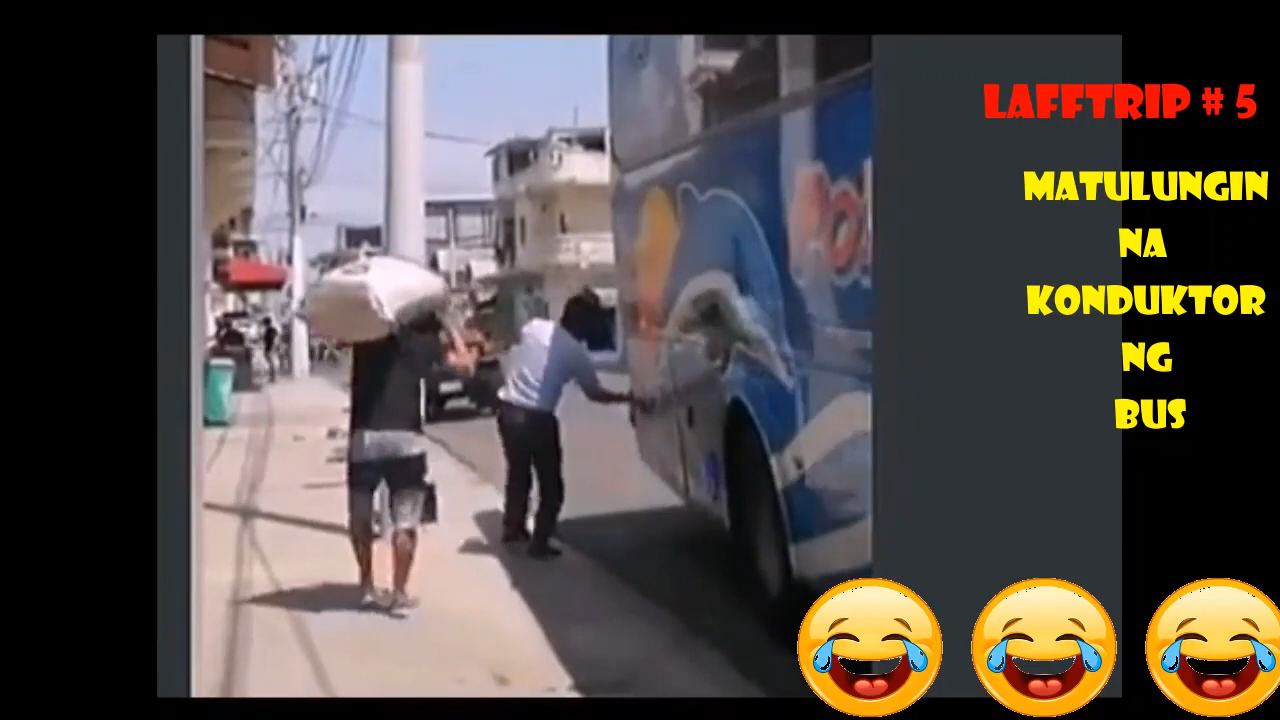 LAFFTRIP # 5
MATULUNGIN
NA
KONDUKTOR
NG
BUS